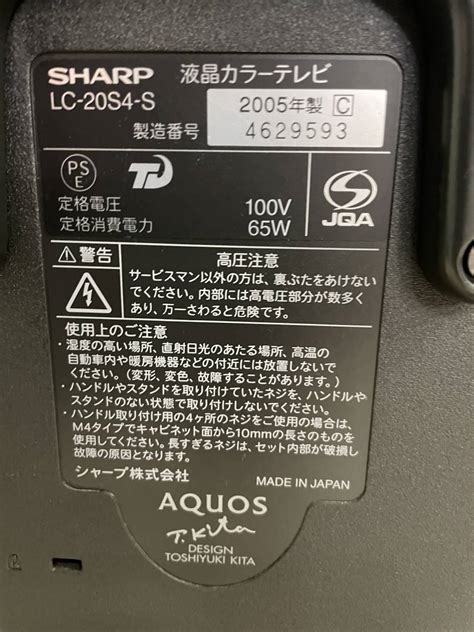 SHARP 液晶カラーテレビ
LC-20S4-S 2005年製 C
製造番号 4629593
PS E TD JQA
定格電圧 100V
定格消費電力 65W
警告 高圧注意
サービスマン以外の方は、裏ぶたをあけない
でください。内部には高電圧部分が数多く
あり、万一さわると危険です。
使用上のご注意
・湿度の高い場所、直射日光のあたる場所、高温の
自動車内や暖房機器などの付近には放置しないで
ください。（変形、変色、故障することがあります。）
・ハンドルやスタンドを取り付けていたネジを、ハンドルや
スタンドのない状態で取り付けしないでください。
・ハンドル取り付け用の4ヶ所のネジをご使用の場合は、
M4タイプでキャビネット面から10mmの長さのものを
使用してください。長すぎるネジは、セット内部が破損し
故障の原因となります。
シャープ株式会社 MADE IN JAPAN
AQUOS
T. Kita
DESIGN
TOSHIYUKI KITA